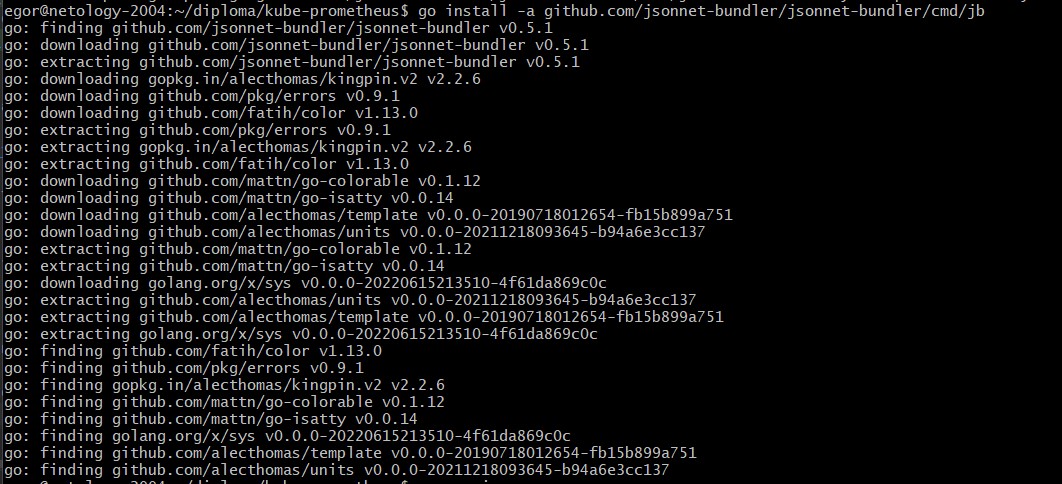 egor@netology-2004:~/diploma/kube-prometheus$ go install -a github.com/jsonnet-bundler/jsonnet-bundler/cmd/jb
go: finding github.com/jsonnet-bundler/jsonnet-bundler v0.5.1
go: downloading github.com/jsonnet-bundler/jsonnet-bundler v0.5.1
go: extracting github.com/jsonnet-bundler/jsonnet-bundler v0.5.1
go: downloading gopkg.in/alecthomas/kingpin.v2 v2.2.6
go: downloading github.com/pkg/errors v0.9.1
go: downloading github.com/fatih/color v1.13.0
go: extracting github.com/pkg/errors v0.9.1
go: extracting gopkg.in/alecthomas/kingpin.v2 v2.2.6
go: extracting github.com/fatih/color v1.13.0
go: downloading github.com/mattn/go-colorable v0.1.12
go: downloading github.com/mattn/go-isatty v0.0.14
go: downloading github.com/alecthomas/template v0.0.0-20190718012654-fb15b899a751
go: downloading github.com/alecthomas/units v0.0.0-20211218093645-b94a6e3cc137
go: extracting github.com/mattn/go-colorable v0.1.12
go: extracting github.com/mattn/go-isatty v0.0.14
go: downloading golang.org/x/sys v0.0.0-20220615213510-4f61da869c0c
go: extracting github.com/alecthomas/units v0.0.0-20211218093645-b94a6e3cc137
go: extracting github.com/alecthomas/template v0.0.0-20190718012654-fb15b899a751
go: extracting golang.org/x/sys v0.0.0-20220615213510-4f61da869c0c
go: finding github.com/fatih/color v1.13.0
go: finding github.com/pkg/errors v0.9.1
go: finding gopkg.in/alecthomas/kingpin.v2 v2.2.6
go: finding github.com/mattn/go-colorable v0.1.12
go: finding github.com/mattn/go-isatty v0.0.14
go: finding golang.org/x/sys v0.0.0-20220615213510-4f61da869c0c
go: finding github.com/alecthomas/template v0.0.0-20190718012654-fb15b899a751
go: finding github.com/alecthomas/units v0.0.0-20211218093645-b94a6e3cc137